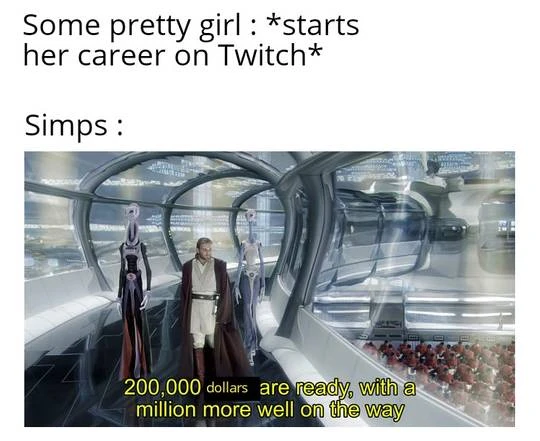 Some pretty girl : *starts
her career on Twitch*
Simps :
200,000 dollars are ready, with a
million more well on the way